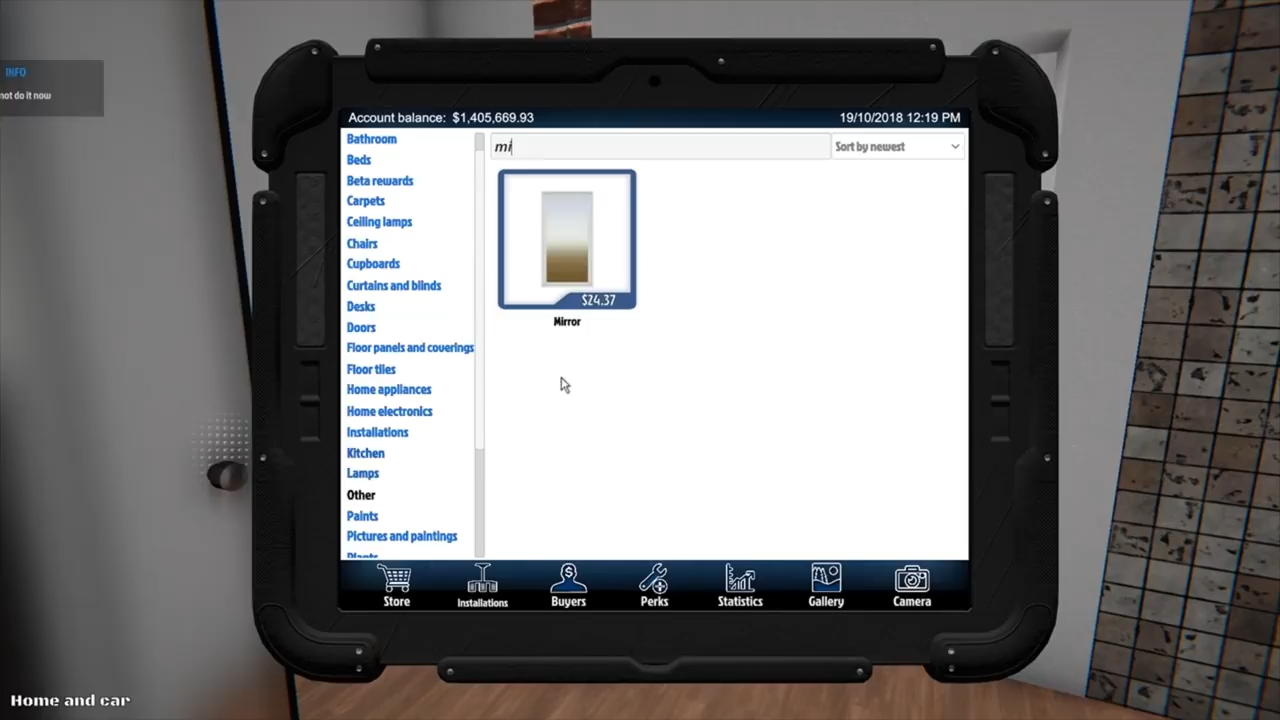 INFO
not do it now
Account balance: $1,405,669.93
19/10/2018 12:19 PM
Bathroom
Beds
Beta rewards
Carpets
Ceiling lamps
Chairs
Cupboards
Curtains and blinds
Desks
Doors
Floor panels and coverings
Floor tiles
Home appliances
Home electronics
Installations
Kitchen
Lamps
Other
Paints
Pictures and paintings
Plants
mi
Sort by newest
$24.37
Mirror
Store
Installations
Buyers
Perks
Statistics
Gallery
Camera
Home and car